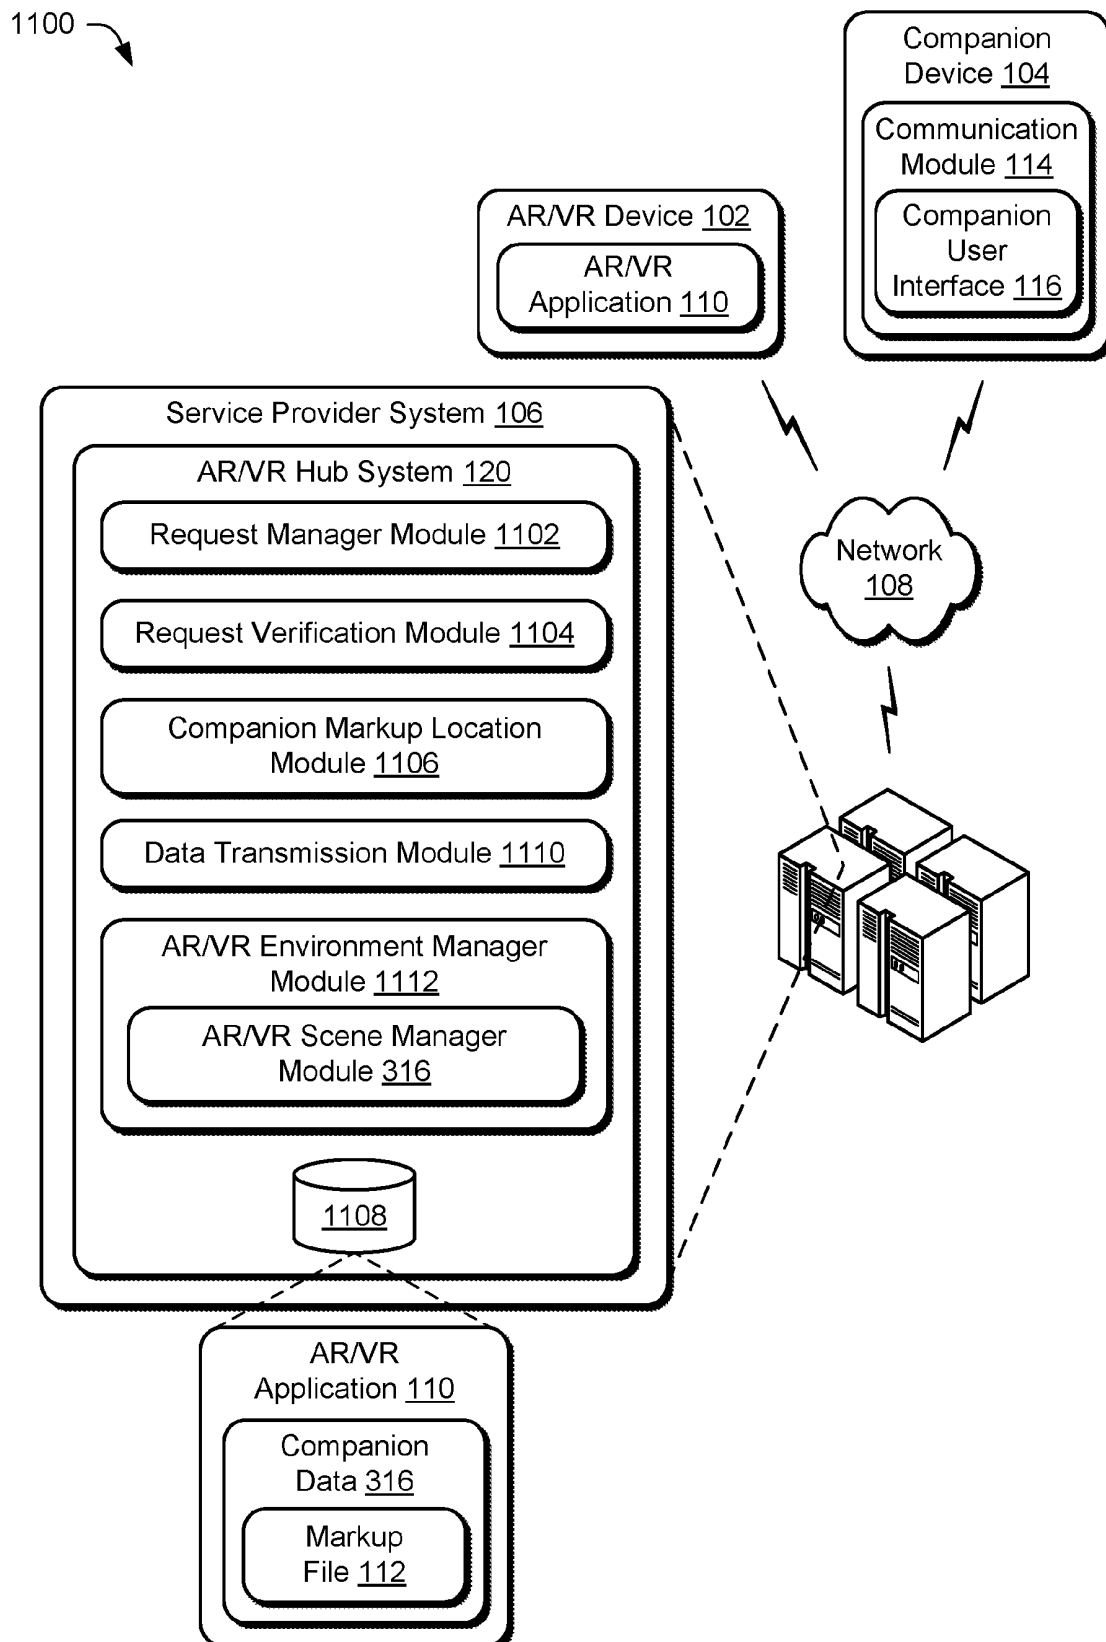 1100
Companion
Device 104
Communication
Module 114
Companion
User
Interface 116
AR/VR Device 102
AR/VR
Application 110
Service Provider System 106
AR/VR Hub System 120
Request Manager Module 1102
Request Verification Module 1104
Companion Markup Location
Module 1106
Data Transmission Module 1110
AR/VR Environment Manager
Module 1112
AR/VR Scene Manager
Module 316
1108
Network
108
AR/VR
Application 110
Companion
Data 316
Markup
File 112